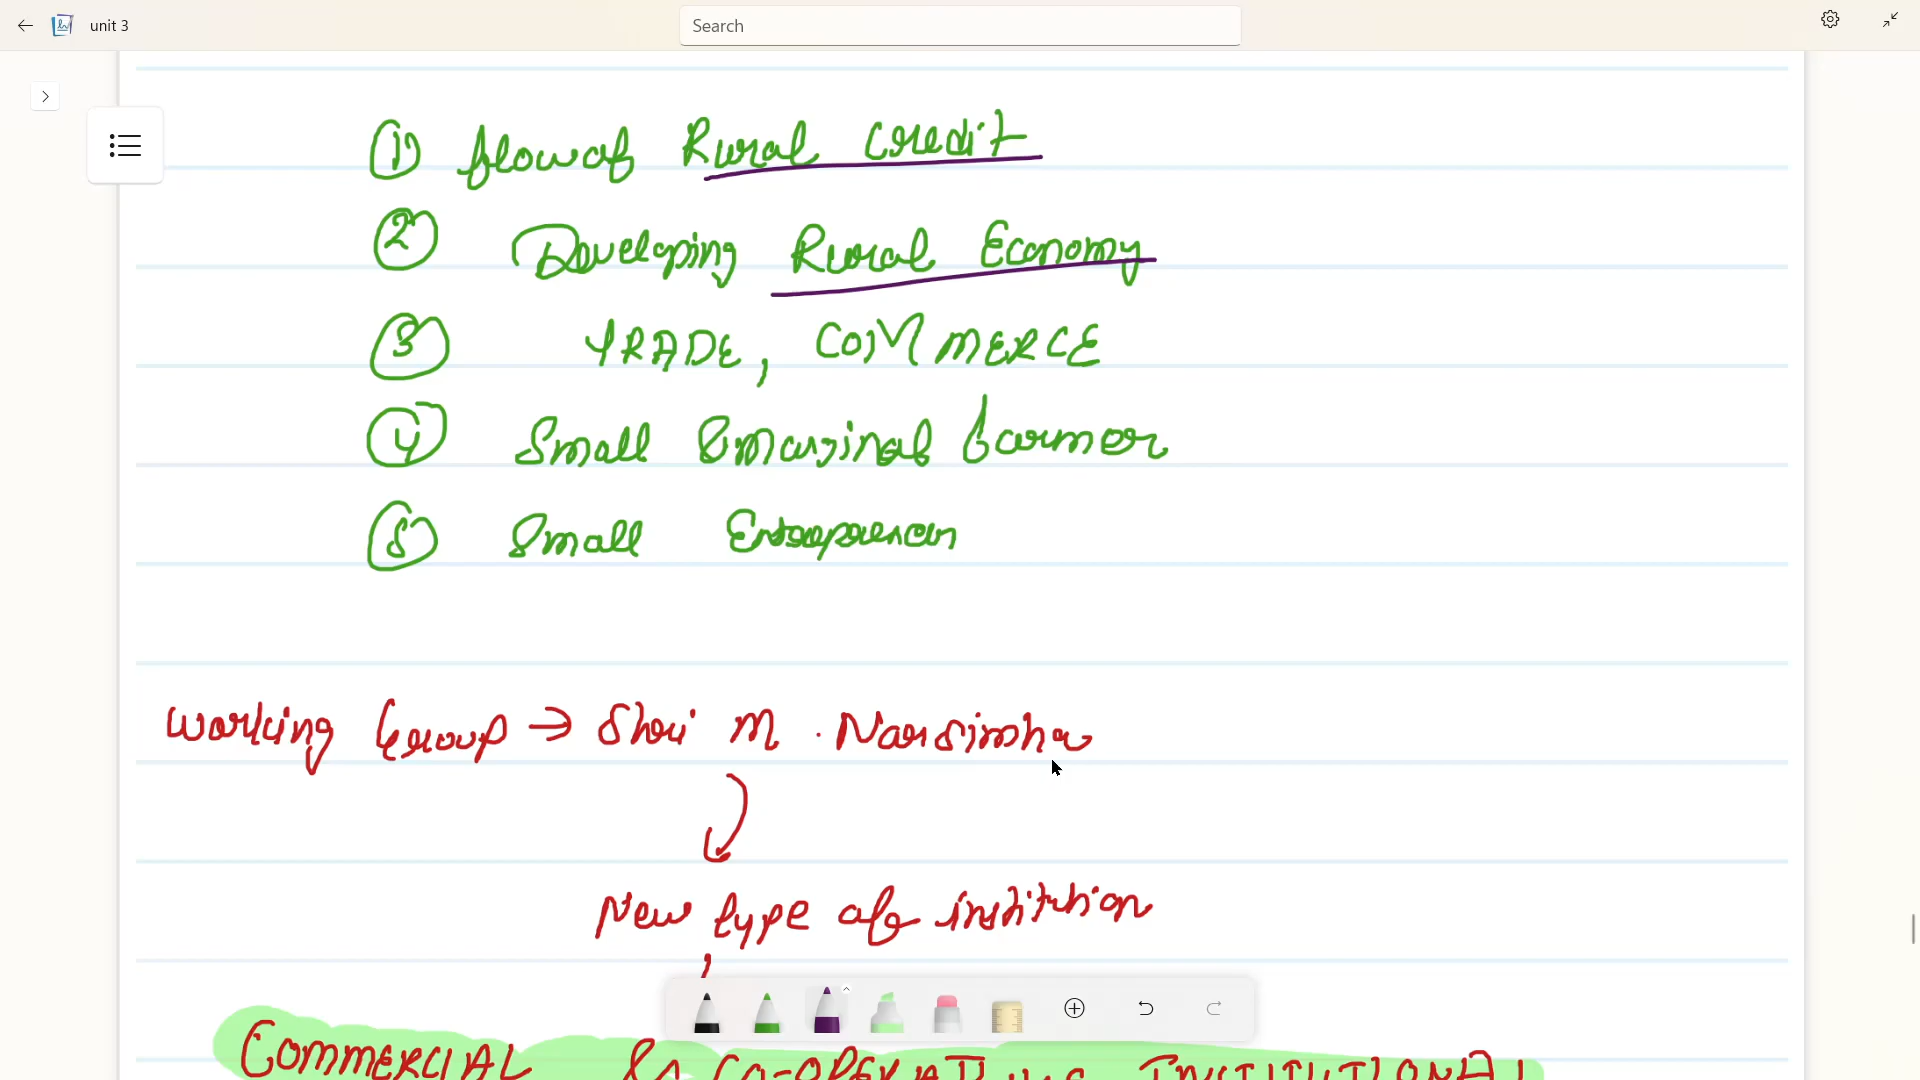 unit 3
Search
① flow of Rural Credit
② Developing Rural Economy
③ TRADE, COMMERCE
④ Small & marginal farmer
⑤ Small
Working Group → Shri M. Narsimha
New type of institution
COMMERCIAL & CO-OPERATIVE INSTITUTIONAL